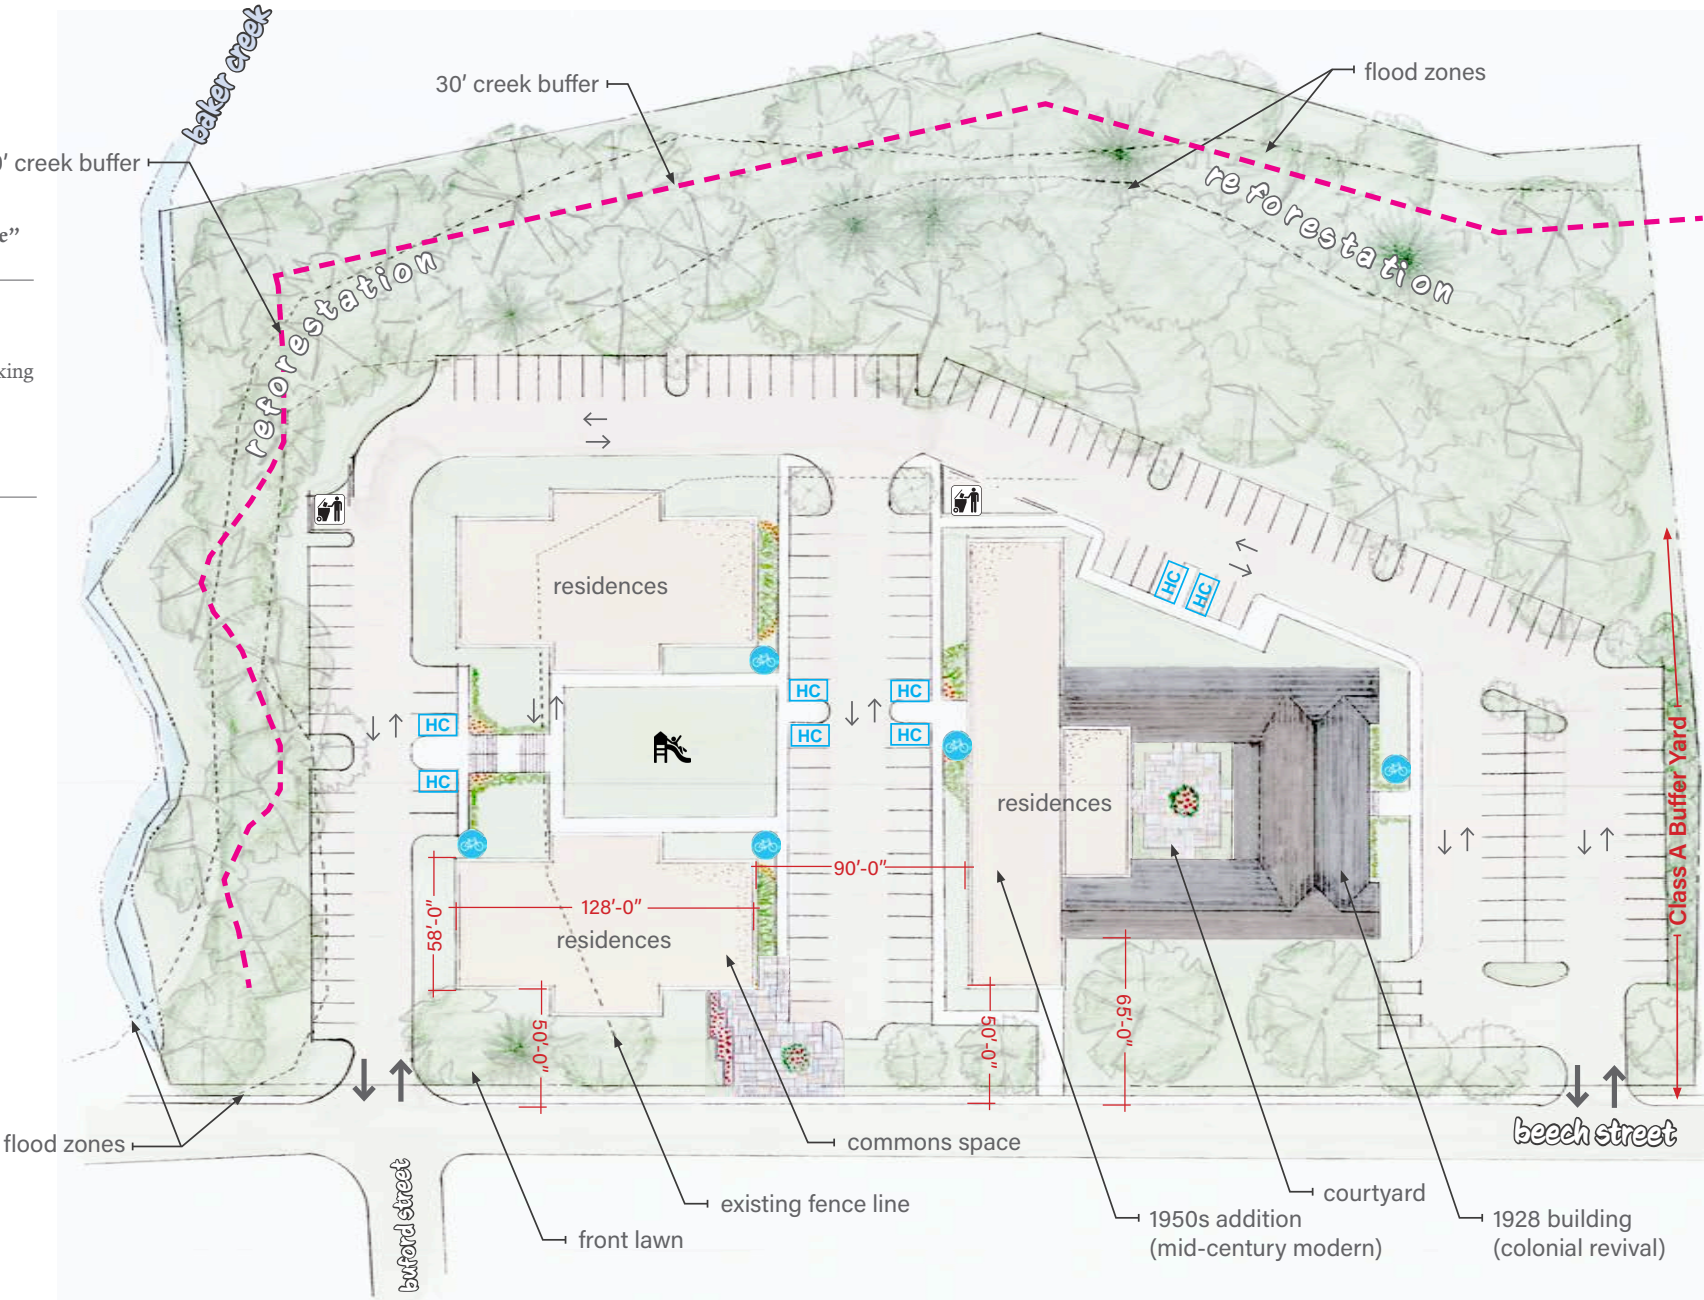 baker creek
30' creek buffer
flood zones
0' creek buffer
e”
king
reforestation
reforestation
residences
HC
HC
HC
HC
HC
HC
HC
HC
residences
90'-0"
128'-0"
58'-0"
residences
50'-0"
50'-0"
65'-0"
Class A Buffer Yard
beech street
flood zones
commons space
buford street
existing fence line
front lawn
courtyard
1950s addition
(mid-century modern)
1928 building
(colonial revival)